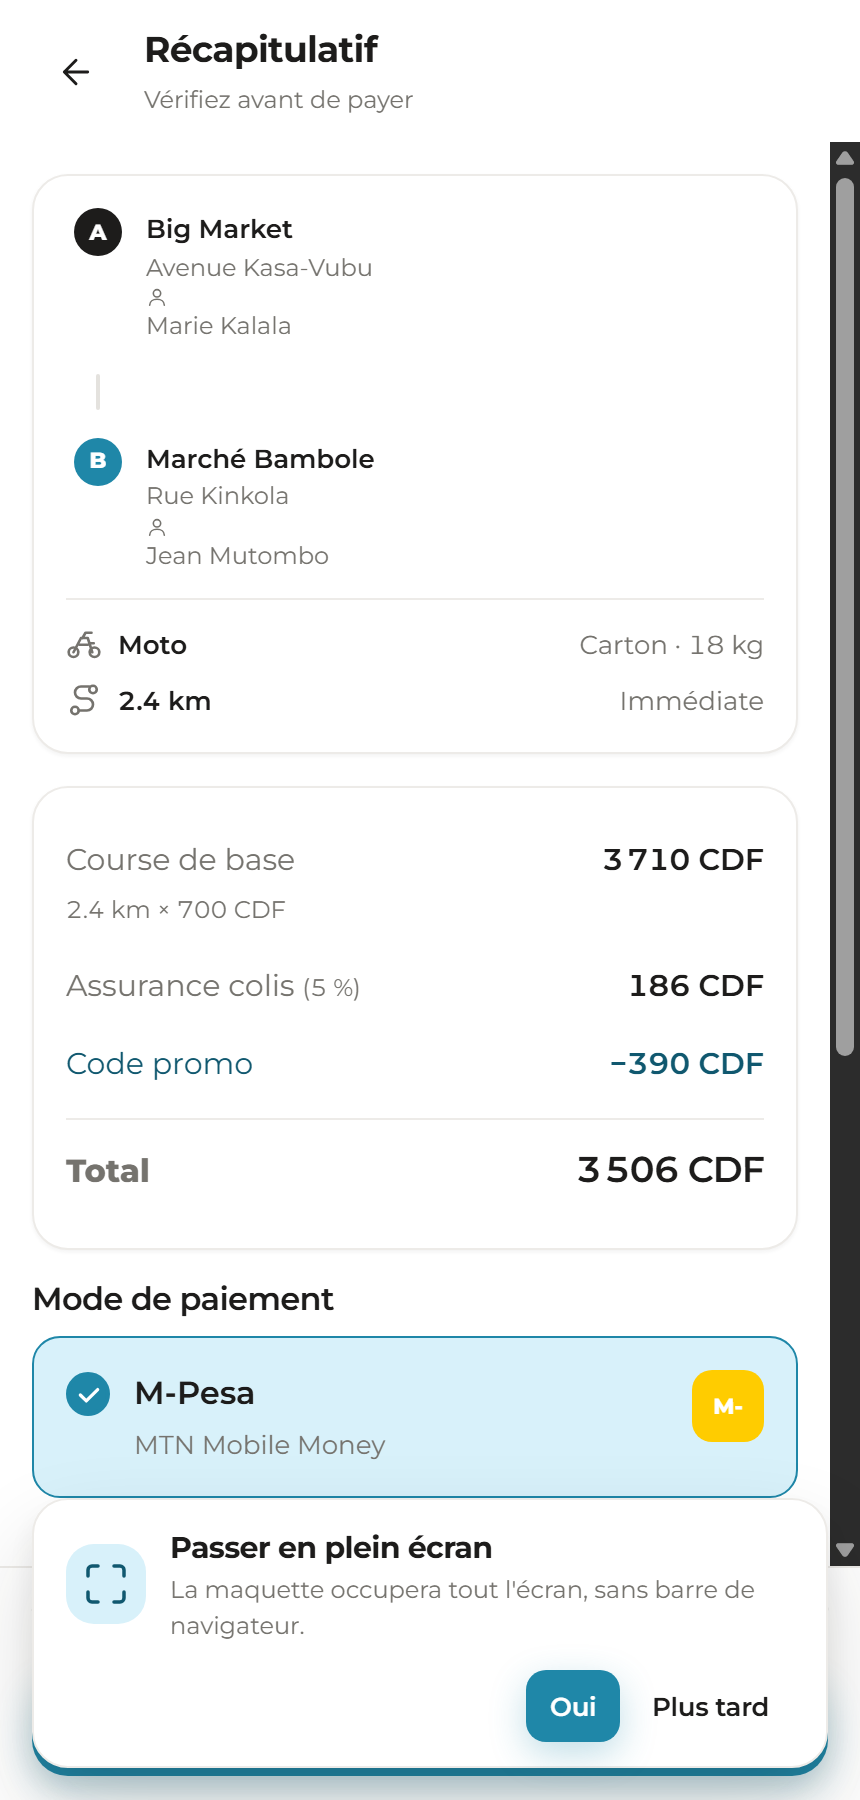 Récapitulatif
Vérifiez avant de payer
A
Big Market
Avenue Kasa-Vubu
Marie Kalala
B
Marché Bambole
Rue Kinkola
Jean Mutombo
Moto
Carton · 18 kg
2.4 km
Immédiate
Course de base
3 710 CDF
2.4 km × 700 CDF
Assurance colis (5 %)
186 CDF
Code promo
−390 CDF
Total
3 506 CDF
Mode de paiement
M-Pesa
M-
MTN Mobile Money
Passer en plein écran
La maquette occupera tout l'écran, sans barre de
navigateur.
Oui
Plus tard